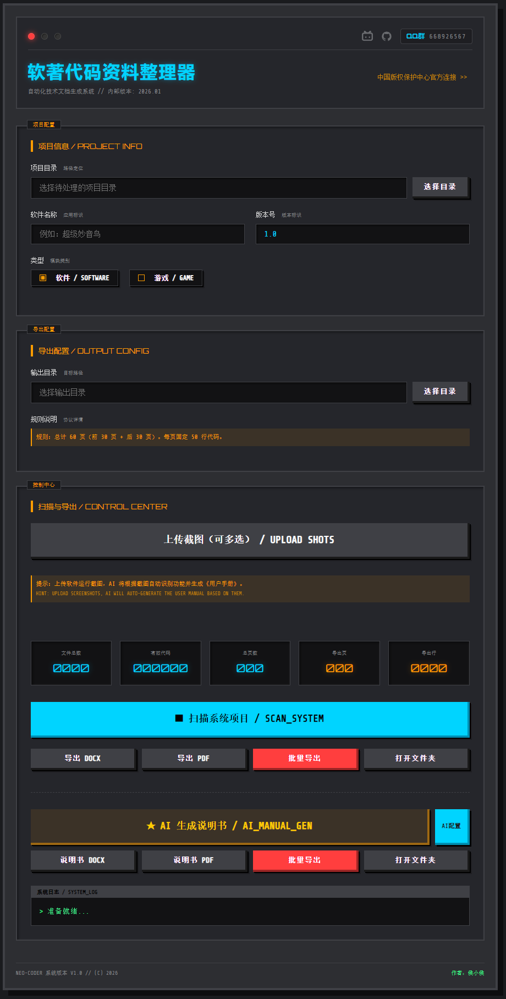 QQ群 668926567
软著代码资料整理器
中国版权保护中心官方连接 >>
自动化技术文档生成系统 // 内部版本: 2026.01
项目配置
项目信息 / PROJECT INFO
项目目录 路径定位
选择待处理的项目目录 选择目录
软件名称 应用标识 版本号 版本标识
例如: 超级妙音鸟 1.0
类型 模块类别
软件 / SOFTWARE 游戏 / GAME
导出配置
导出配置 / OUTPUT CONFIG
输出目录 目标路径
选择输出目录 选择目录
规则说明 协议详情
规则: 总计 60 页 (前 30 页 + 后 30 页) 。每页固定 50 行代码。
控制中心
扫描与导出 / CONTROL CENTER
上传截图 (可多选) / UPLOAD SHOTS
提示: 上传软件运行截图, AI 将根据截图自动识别功能并生成《用户手册》。
HINT: UPLOAD SCREENSHOTS, AI WILL AUTO-GENERATE THE USER MANUAL BASED ON THEM.
文件总数 有效代码 总页数 导出页 导出行
0000 000000 000 000 0000
■ 扫描系统项目 / SCAN_SYSTEM
导出 DOCX 导出 PDF 批量导出 打开文件夹
★ AI 生成说明书 / AI_MANUAL_GEN AI配置
说明书 DOCX 说明书 PDF 批量导出 打开文件夹
系统日志 / SYSTEM_LOG
> 准备就绪...
NEO-CODER 系统版本 V1.0 // (C) 2026 作者: 侯小侯